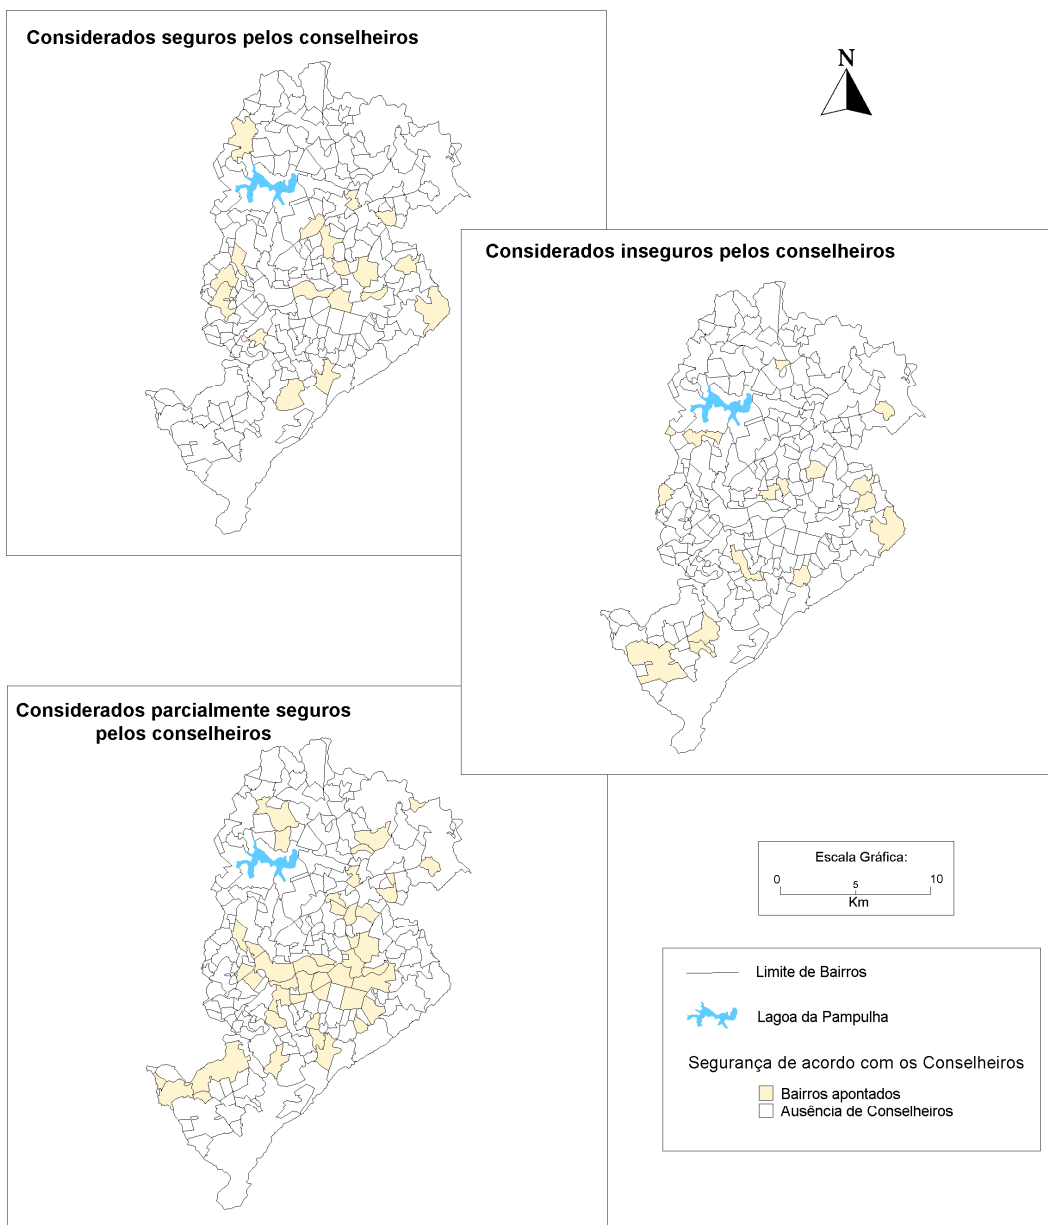 Considerados seguros pelos conselheiros
N
Considerados inseguros pelos conselheiros
Considerados parcialmente seguros
pelos conselheiros
Escala Gráfica:
0
5
10
Km
Limite de Bairros
Lagoa da Pampulha
Segurança de acordo com os Conselheiros
Bairros apontados
Ausência de Conselheiros